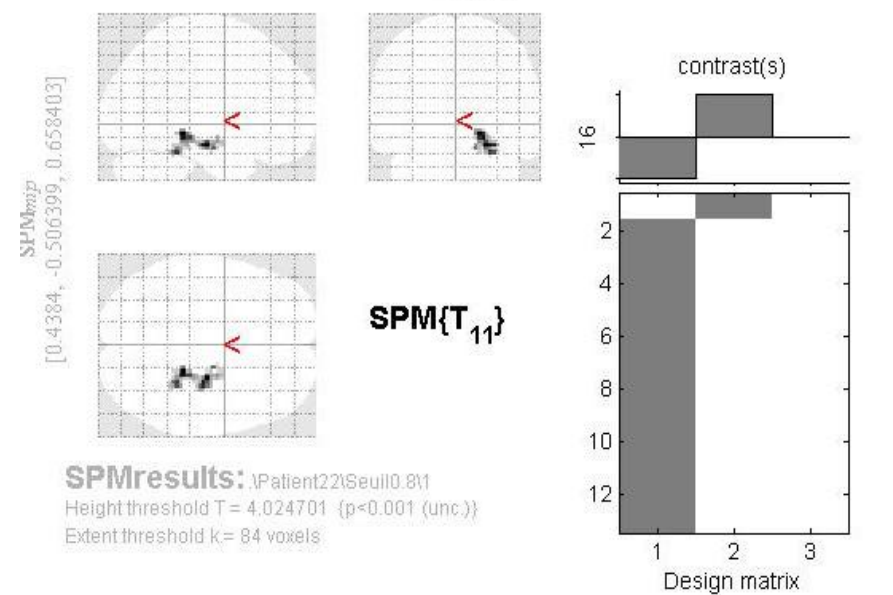 SPMmip
[0.4384, -0.506399, 0.658403]
<
<
<
SPM{T11}
SPMresults: .\Patient22\Seuil0.8\1
Height threshold T = 4.024701 {p<0.001 (unc.)}
Extent threshold k = 84 voxels
contrast(s)
16
2
4
6
8
10
12
1 2 3
Design matrix